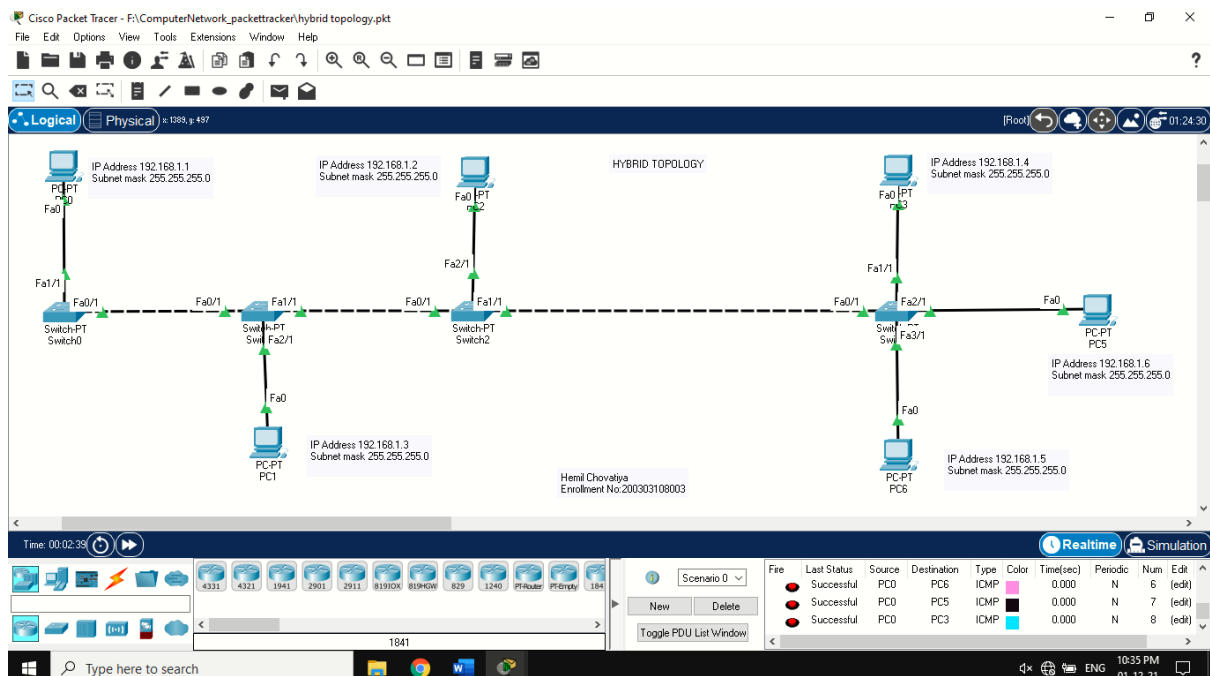 Cisco Packet Tracer - F:\ComputerNetwork_packettracker\hybrid topology.pkt
File Edit Options View Tools Extensions Window Help
?
Logical Physical x: 1389, y: 497
[Root] 01:24:30
HYBRID TOPOLOGY
IP Address 192.168.1.1
Subnet mask 255.255.255.0
IP Address 192.168.1.2
Subnet mask 255.255.255.0
IP Address 192.168.1.4
Subnet mask 255.255.255.0
Fa0
Fa0
Fa0
Fa2/1
Fa1/1
Fa1/1
Fa0/1
Fa0/1
Fa1/1
Fa0/1
Fa1/1
Fa0/1
Fa2/1
Fa0
Switch-PT
Switch0
Fa2/1
Switch-PT
Switch2
Fa3/1
PC-PT
PC5
IP Address 192.168.1.6
Subnet mask 255.255.255.0
Fa0
Fa0
PC-PT
PC1
IP Address 192.168.1.3
Subnet mask 255.255.255.0
PC-PT
PC6
IP Address 192.168.1.5
Subnet mask 255.255.255.0
Hemil Chovatiya
Enrollment No:200303108003
Time: 00:02:39
Realtime Simulation
4331 4321 1941 2901 2911 819IOX 819HGW 829 1240 PT-Router PT-Empty 184
1841
Scenario 0
New Delete
Toggle PDU List Window
Fire Last Status Source Destination Type Color Time(sec) Periodic Num Edit
Successful PC0 PC6 ICMP 0.000 N 6 (edit)
Successful PC0 PC5 ICMP 0.000 N 7 (edit)
Successful PC0 PC3 ICMP 0.000 N 8 (edit)
Type here to search
ENG
10:35 PM